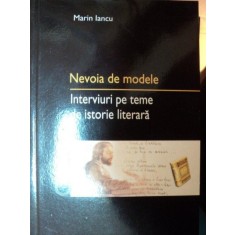 Marin Iancu
Nevoia de modele
Interviuri pe teme
de istorie literară